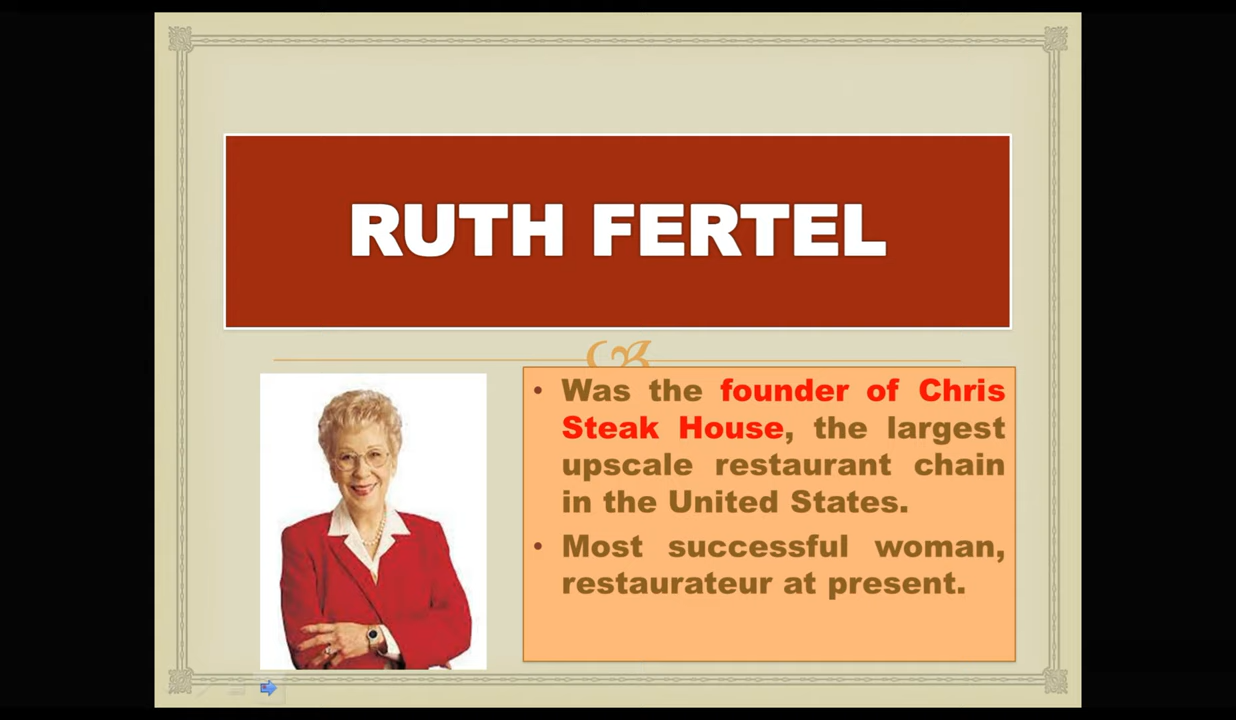 RUTH FERTEL
• Was the founder of Chris
Steak House, the largest
upscale restaurant chain
in the United States.
• Most successful woman,
restaurateur at present.